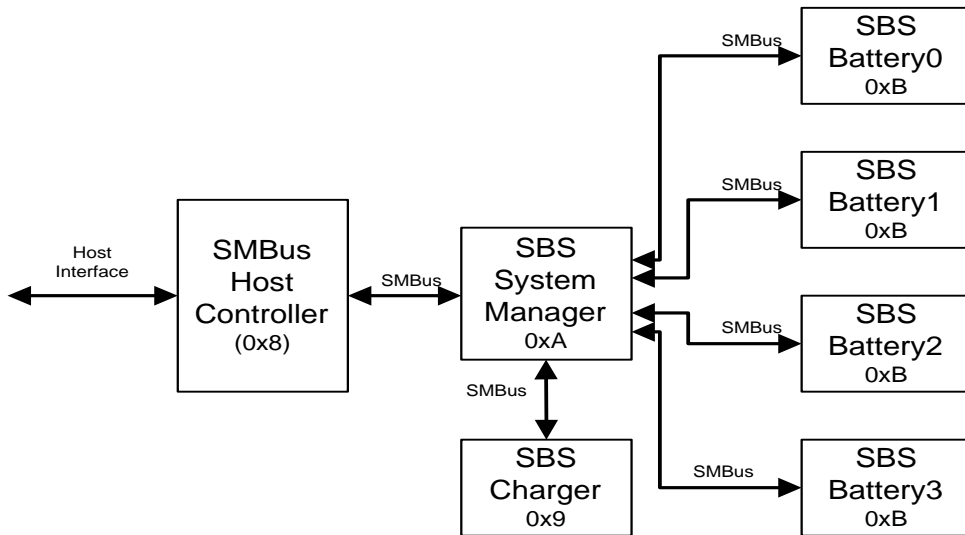 SBS
Battery0
0xB
SMBus
SBS
Battery1
0xB
SMBus
Host
Interface
SMBus
Host
Controller
(0x8)
SMBus
SBS
System
Manager
0xA
SMBus
SBS
Battery2
0xB
SMBus
SBS
Charger
0x9
SMBus
SBS
Battery3
0xB